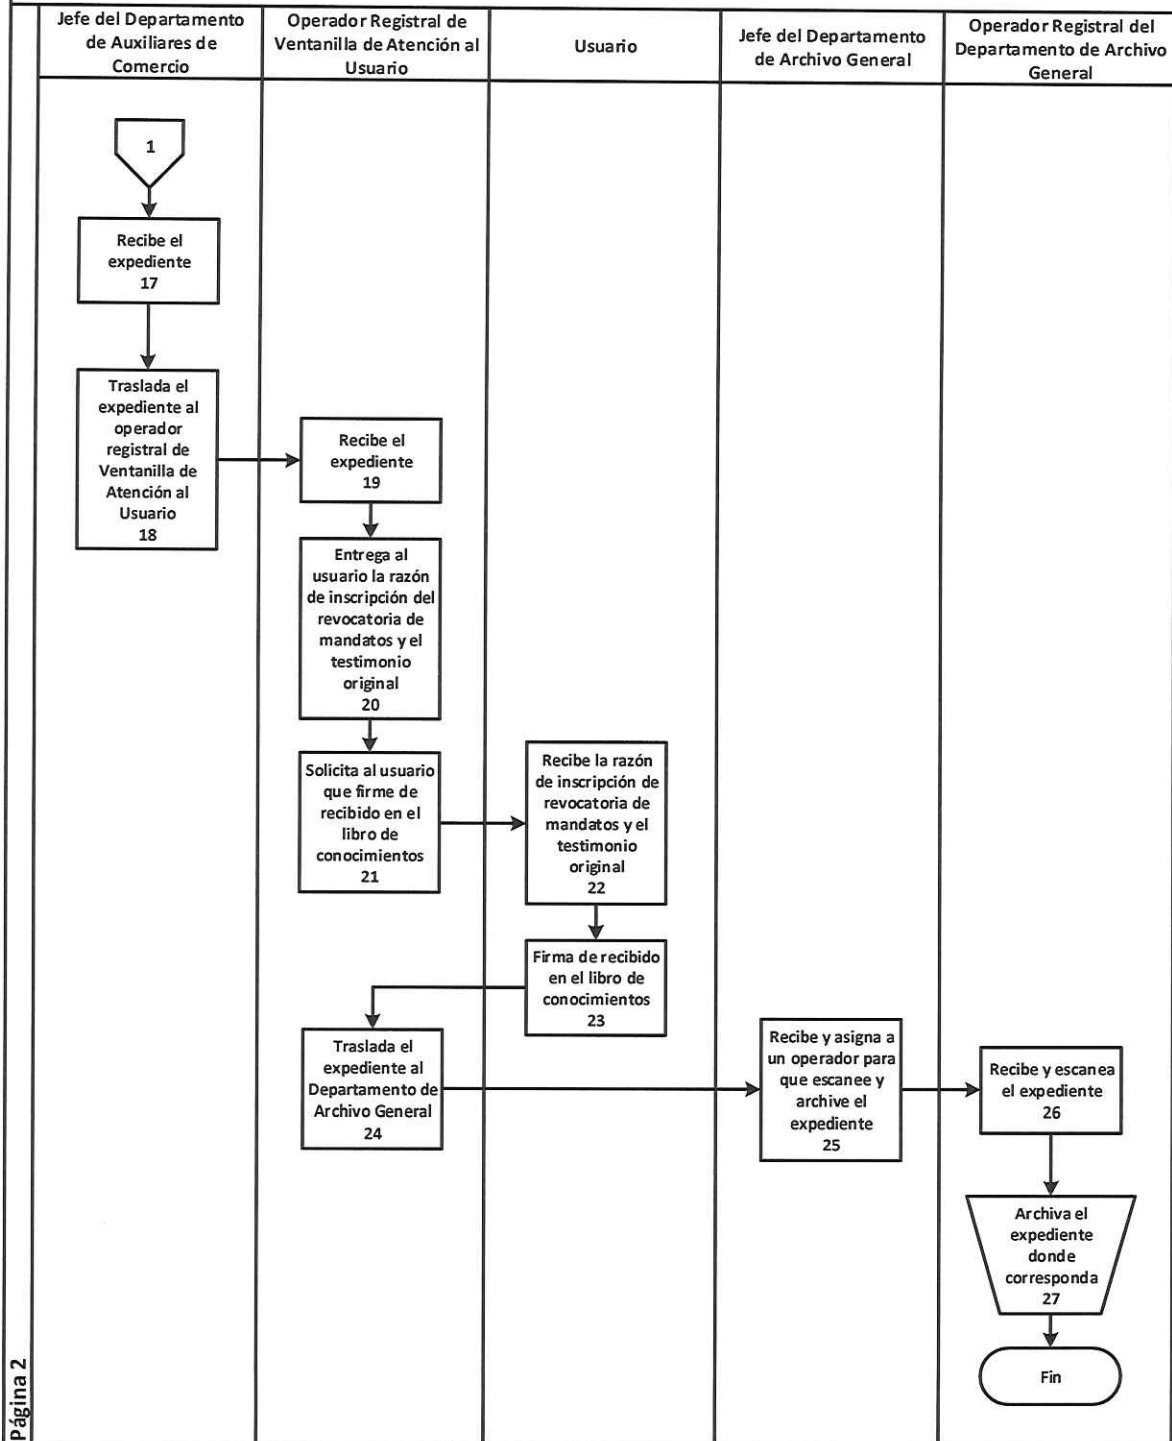 Jefe del Departamento
de Auxiliares de
Comercio
Operador Registral de
Ventanilla de Atención al
Usuario
Usuario
Jefe del Departamento
de Archivo General
Operador Registral del
Departamento de Archivo
General
1
Recibe el
expediente
17
Traslada el
expediente al
operador
registral de
Ventanilla de
Atención al
Usuario
18
Recibe el
expediente
19
Entrega al
usuario la razón
de inscripción del
revocatoria de
mandatos y el
testimonio
original
20
Solicita al usuario
que firme de
recibido en el
libro de
conocimientos
21
Recibe la razón
de inscripción de
revocatoria de
mandatos y el
testimonio
original
22
Firma de recibido
en el libro de
conocimientos
23
Traslada el
expediente al
Departamento de
Archivo General
24
Recibe y asigna a
un operador para
que escanee y
archive el
expediente
25
Recibe y escanea
el expediente
26
Archiva el
expediente
donde
corresponda
27
Fin
Página 2